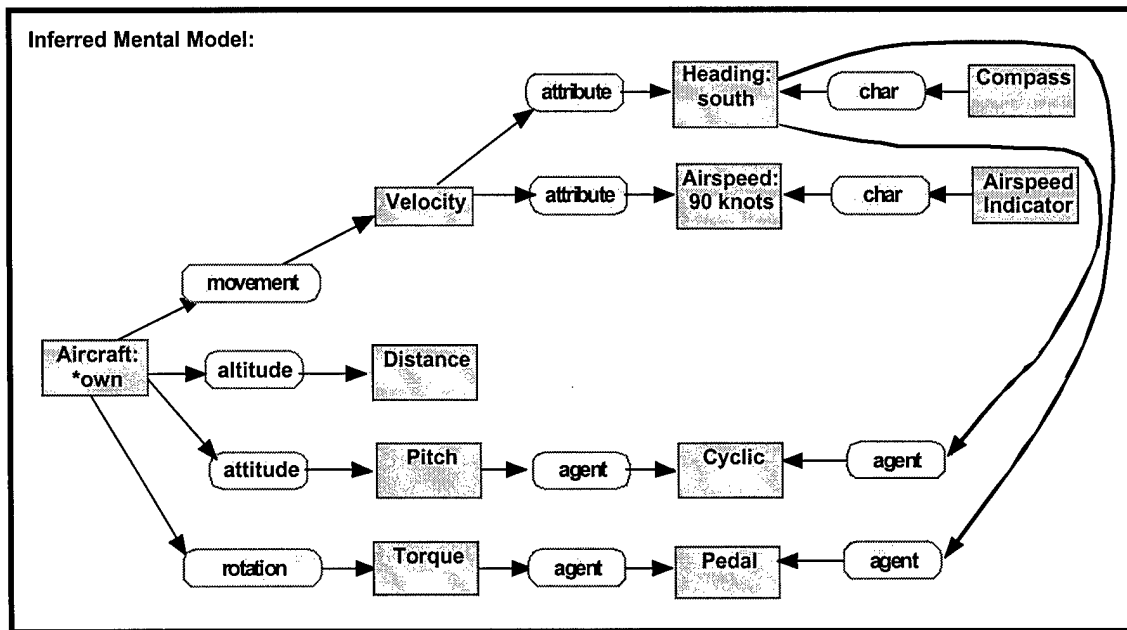 Inferred Mental Model:
attribute
Heading:
south
char
Compass
Velocity
attribute
Airspeed:
90 knots
char
Airspeed
Indicator
movement
Aircraft:
*own
altitude
Distance
attitude
Pitch
agent
Cyclic
agent
rotation
Torque
agent
Pedal
agent